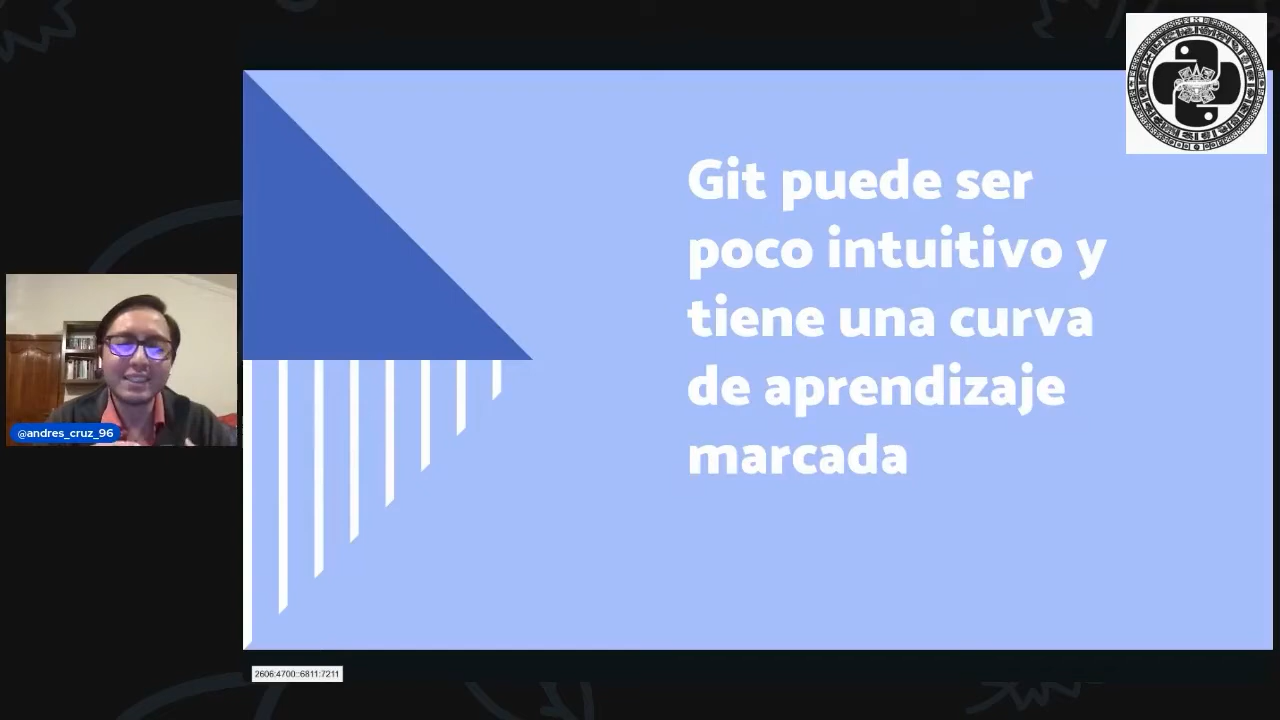 Git puede ser
poco intuitivo y
tiene una curva
de aprendizaje
marcada
@andres_cruz_96
2606:4700::6811:7211